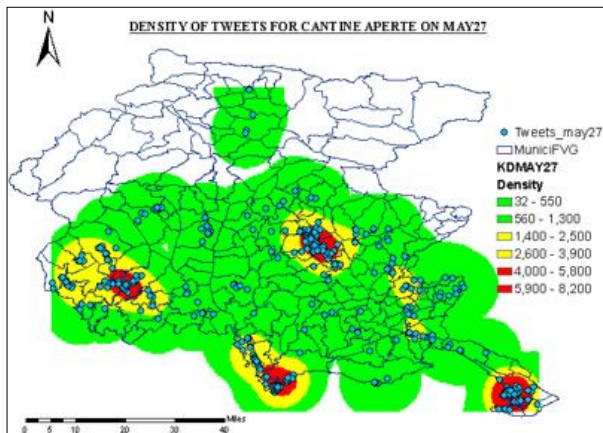 DENSITY OF TWEETS FOR CANTINE APERTE ON MAY27
N
Tweets_may27
MuniciFVG
KDMAY27
Density
32 - 550
560 - 1,300
1,400 - 2,500
2,600 - 3,900
4,000 - 5,800
5,900 - 8,200
Miles
0 5 10 20 30 40